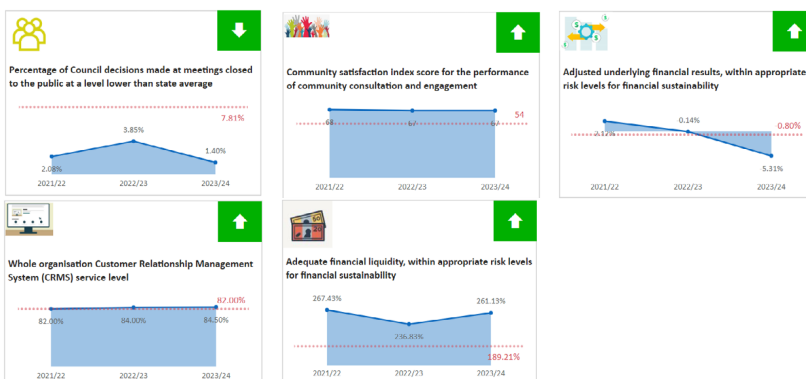 Percentage of Council decisions made at meetings closed
to the public at a level lower than state average
7.81%
3.85%
2.08%
1.40%
2021/22 2022/23 2023/24
Community satisfaction index score for the performance
of community consultation and engagement
54
68 67 67
2021/22 2022/23 2023/24
Adjusted underlying financial results, within appropriate
risk levels for financial sustainability
0.14% 0.80%
5.31%
2021/22 2022/23 2023/24
Whole organisation Customer Relationship Management
System (CRMS) service level
82.00%
82.00% 84.00% 84.50%
2021/22 2022/23 2023/24
50
20
Adequate financial liquidity, within appropriate risk levels
for financial sustainability
267.43% 261.13%
236.83%
189.21%
2021/22 2022/23 2023/24